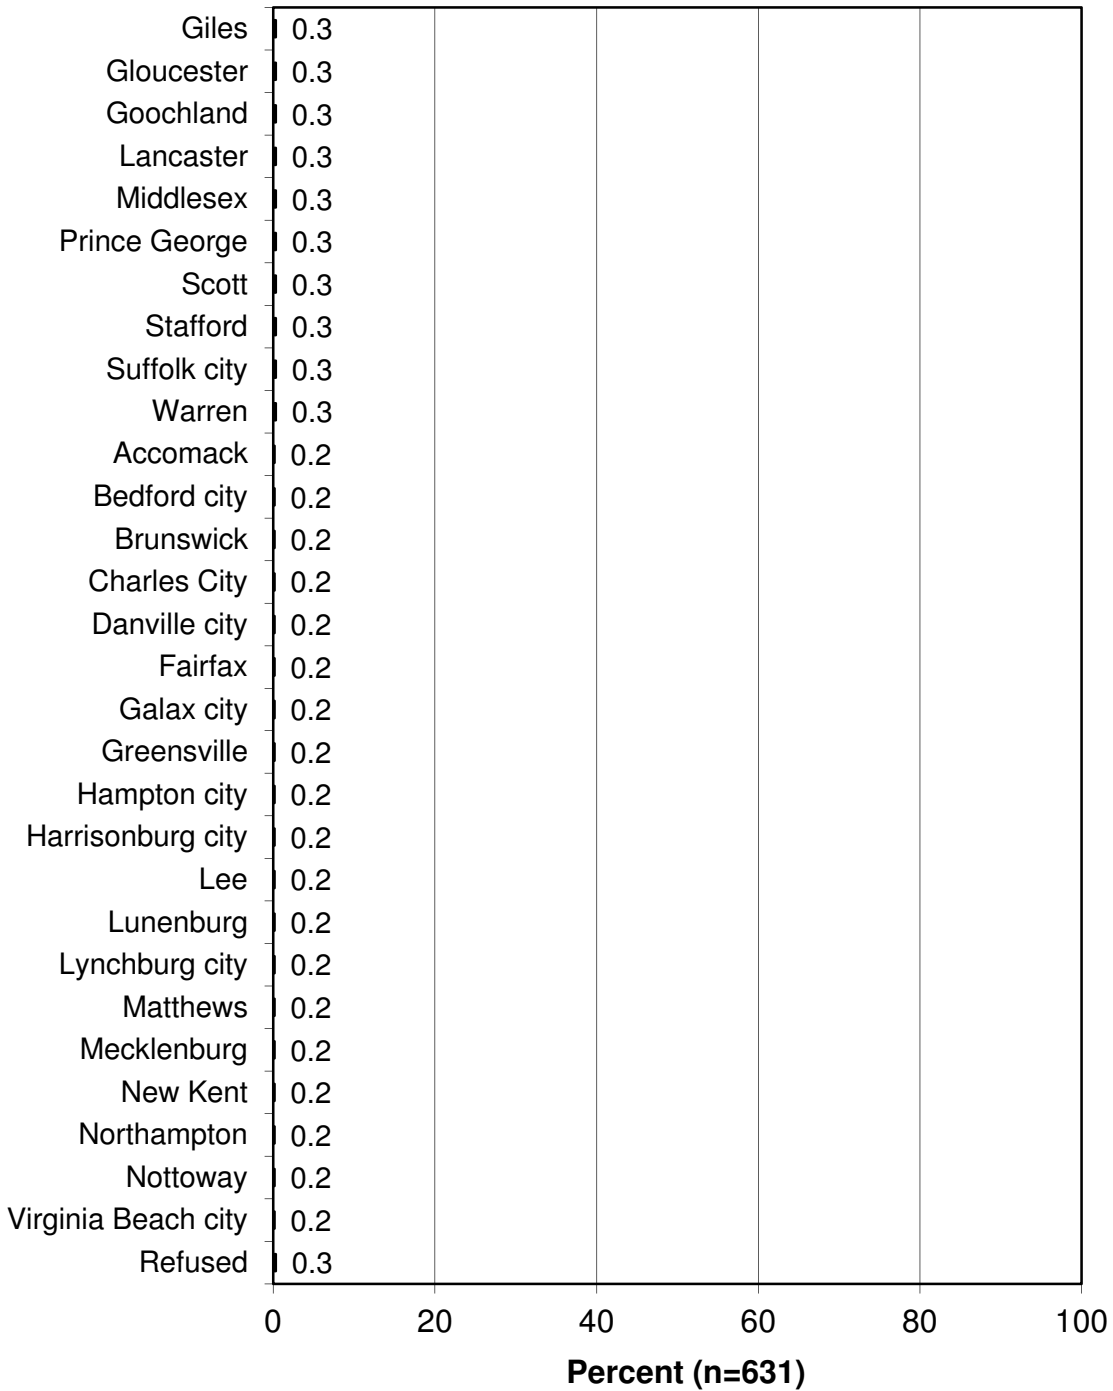 Giles 0.3
Gloucester 0.3
Goochland 0.3
Lancaster 0.3
Middlesex 0.3
Prince George 0.3
Scott 0.3
Stafford 0.3
Suffolk city 0.3
Warren 0.3
Accomack 0.2
Bedford city 0.2
Brunswick 0.2
Charles City 0.2
Danville city 0.2
Fairfax 0.2
Galax city 0.2
Greensville 0.2
Hampton city 0.2
Harrisonburg city 0.2
Lee 0.2
Lunenburg 0.2
Lynchburg city 0.2
Matthews 0.2
Mecklenburg 0.2
New Kent 0.2
Northampton 0.2
Nottoway 0.2
Virginia Beach city 0.2
Refused 0.3
0 20 40 60 80 100
Percent (n=631)